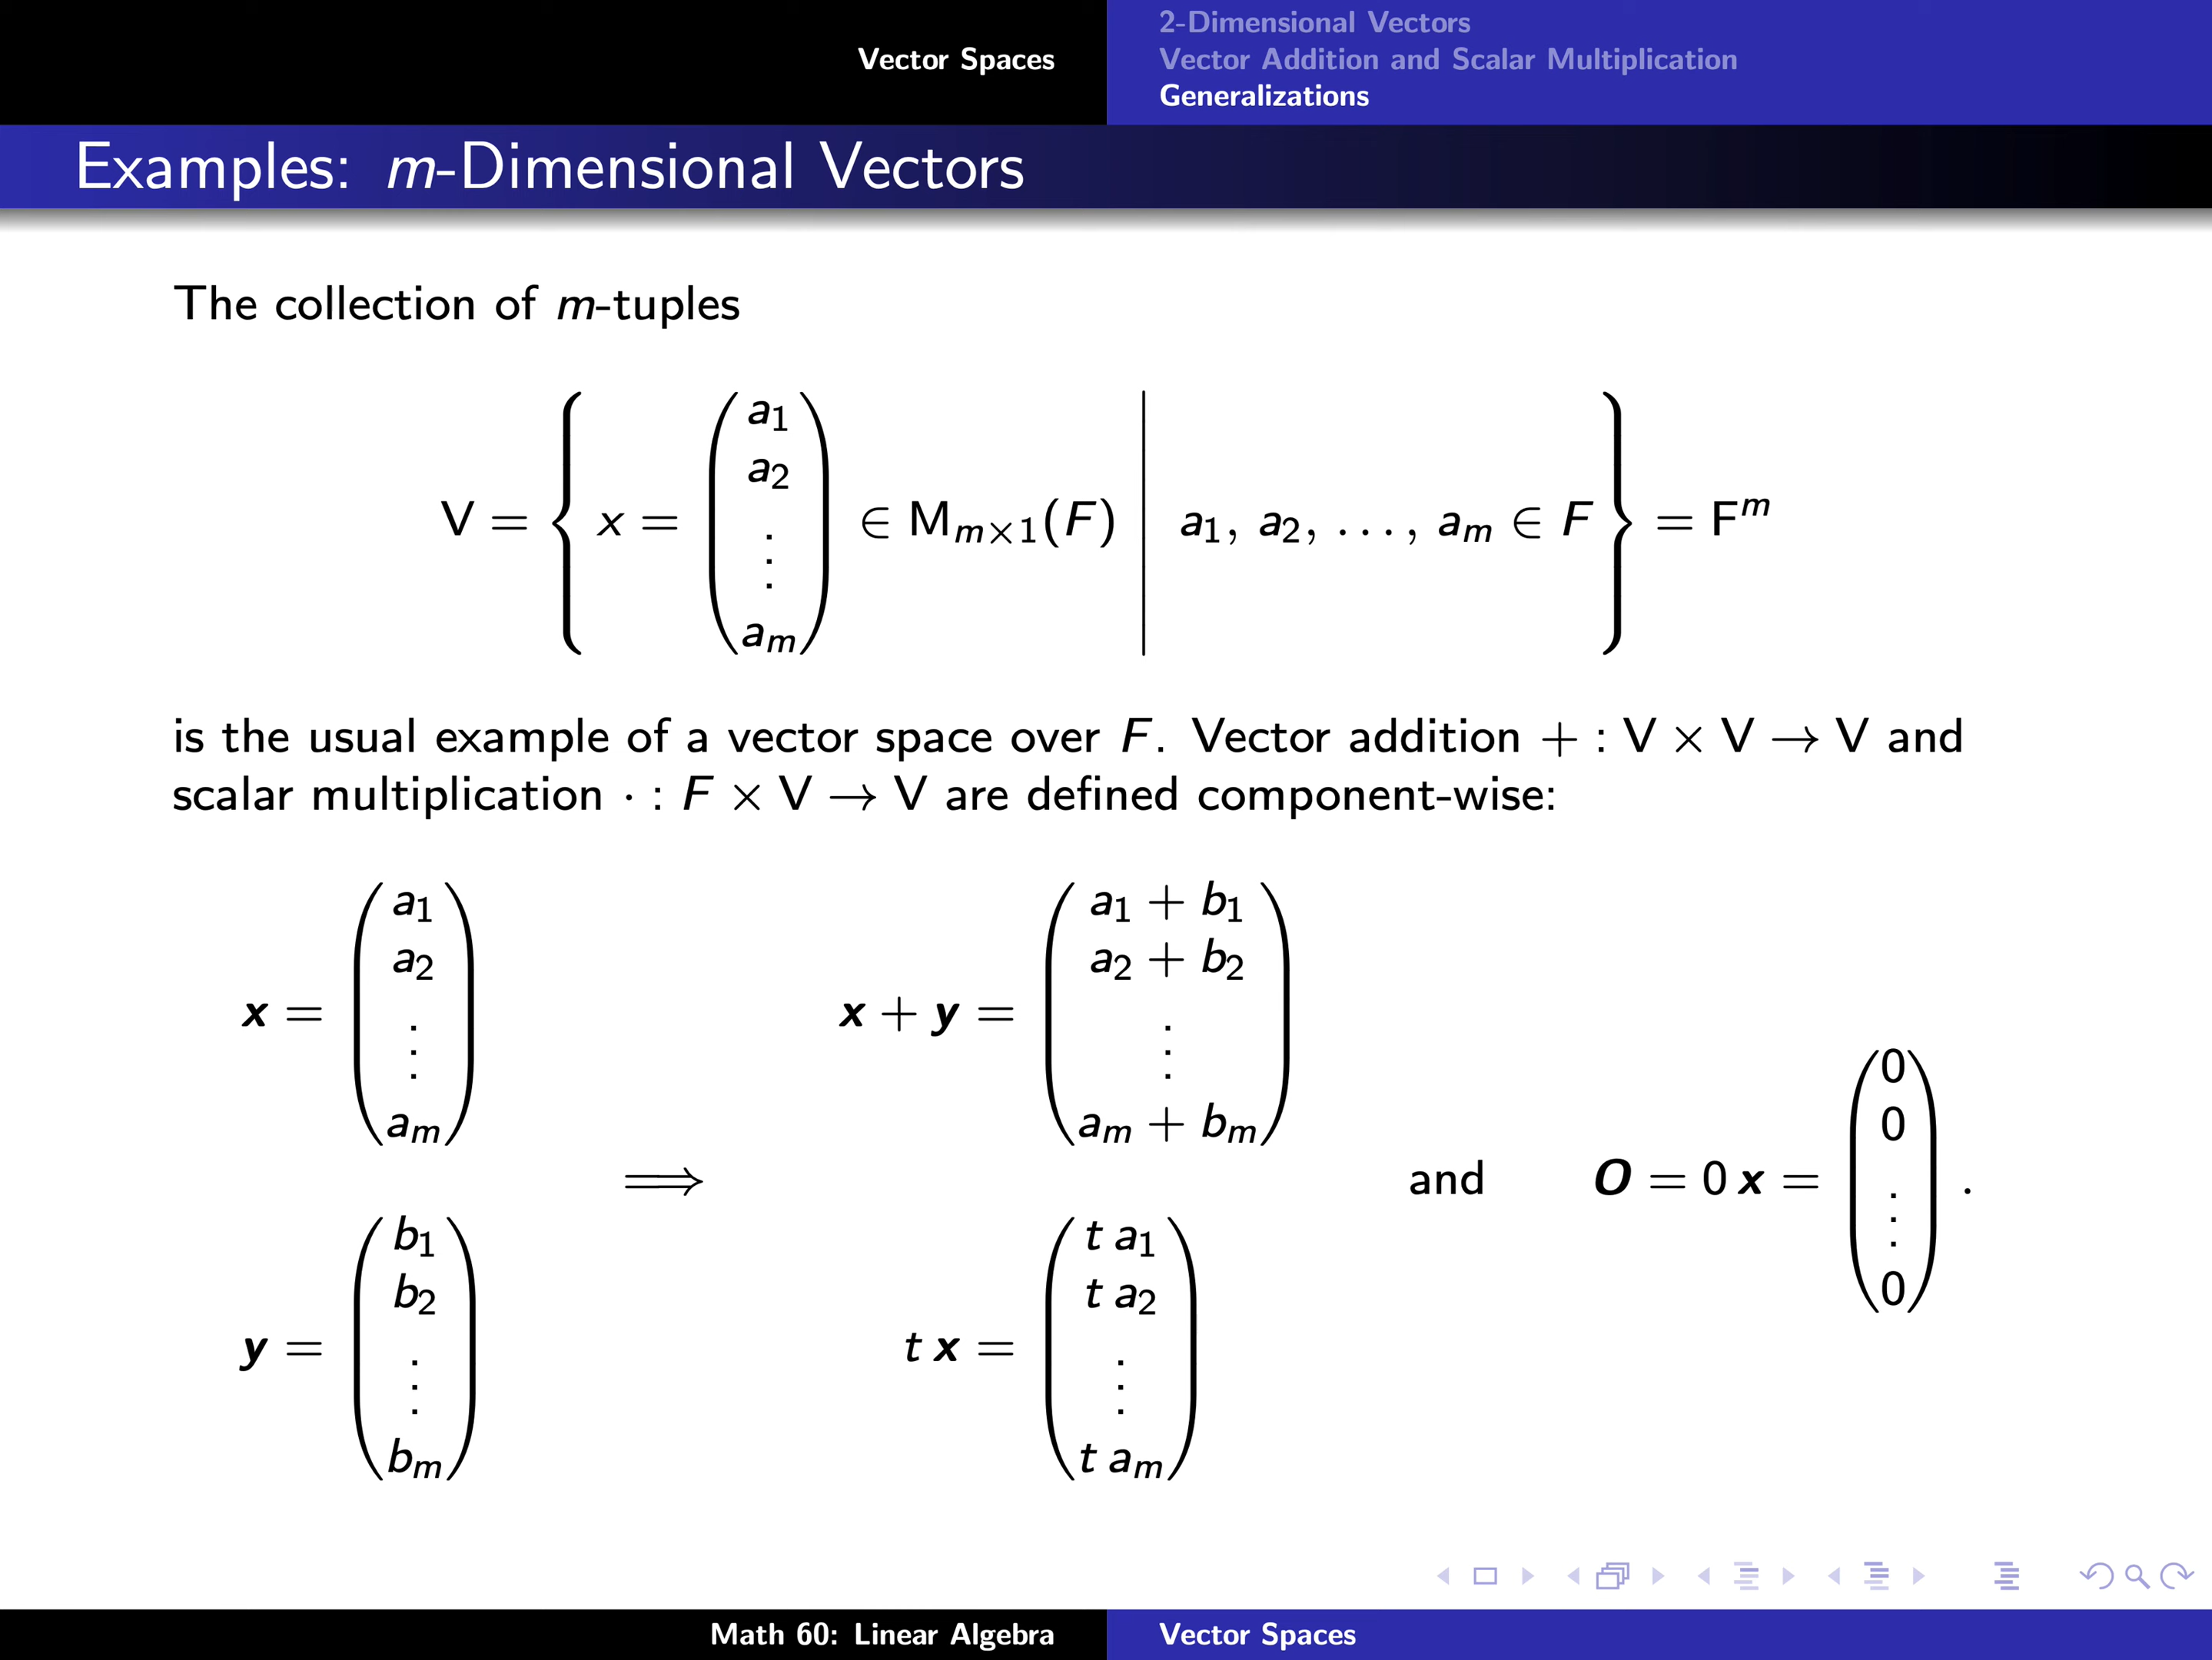 Vector Spaces
2-Dimensional Vectors
Vector Addition and Scalar Multiplication
Generalizations
Examples: m-Dimensional Vectors
The collection of m-tuples
V = { x = (a₁ a₂ ⋮ aₘ) ∈ Mₘₓ₁(F) | a₁, a₂, …, aₘ ∈ F } = Fᵐ
is the usual example of a vector space over F. Vector addition + : V × V → V and
scalar multiplication · : F × V → V are defined component-wise:
x = (a₁ a₂ ⋮ aₘ)
y = (b₁ b₂ ⋮ bₘ)
⟹
x + y = (a₁ + b₁ a₂ + b₂ ⋮ aₘ + bₘ)
t x = (t a₁ t a₂ ⋮ t aₘ)
and
O = 0 x = (0 0 ⋮ 0).
Math 60: Linear Algebra
Vector Spaces